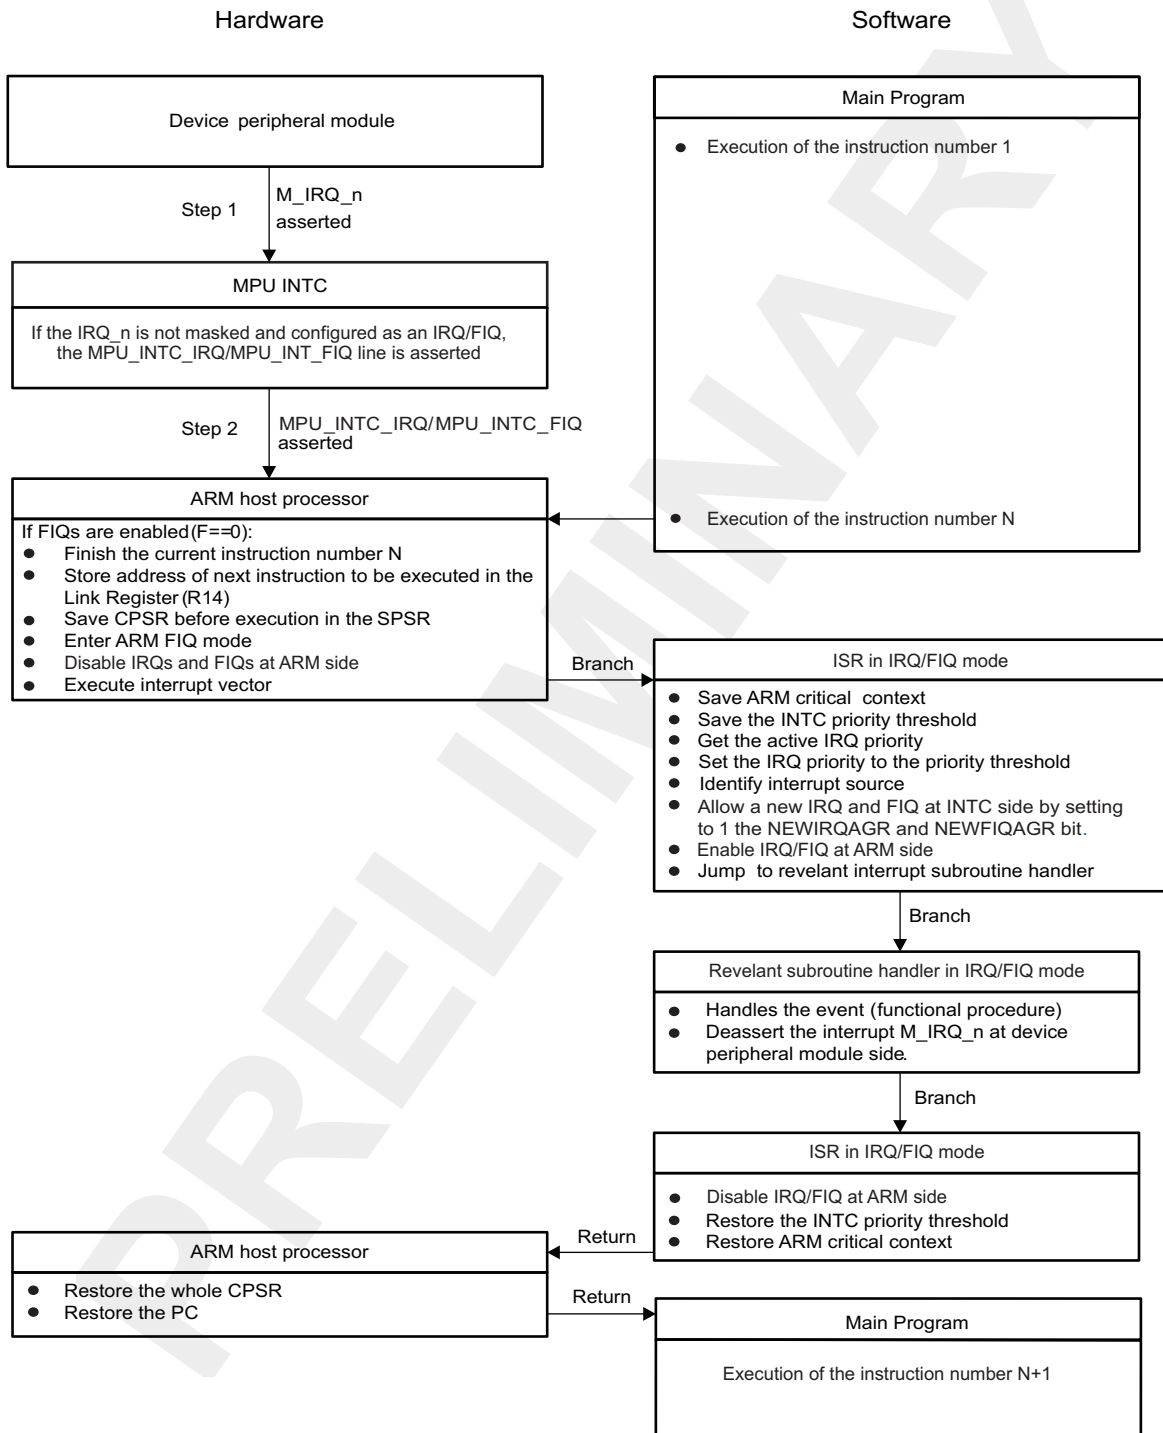 Hardware
Software
Device peripheral module
Main Program
● Execution of the instruction number 1
Step 1
M_IRQ_n
asserted
MPU INTC
If the IRQ_n is not masked and configured as an IRQ/FIQ,
the MPU_INTC_IRQ/MPU_INT_FIQ line is asserted
Step 2
MPU_INTC_IRQ/MPU_INTC_FIQ
asserted
● Execution of the instruction number N
ARM host processor
If FIQs are enabled(F==0):
● Finish the current instruction number N
● Store address of next instruction to be executed in the
Link Register (R14)
● Save CPSR before execution in the SPSR
● Enter ARM FIQ mode
● Disable IRQs and FIQs at ARM side
● Execute interrupt vector
Branch
ISR in IRQ/FIQ mode
● Save ARM critical context
● Save the INTC priority threshold
● Get the active IRQ priority
● Set the IRQ priority to the priority threshold
● Identify interrupt source
● Allow a new IRQ and FIQ at INTC side by setting
to 1 the NEWIRQAGR and NEWFIQAGR bit.
● Enable IRQ/FIQ at ARM side
● Jump to revelant interrupt subroutine handler
Branch
Revelant subroutine handler in IRQ/FIQ mode
● Handles the event (functional procedure)
● Deassert the interrupt M_IRQ_n at device
peripheral module side.
Branch
ISR in IRQ/FIQ mode
● Disable IRQ/FIQ at ARM side
● Restore the INTC priority threshold
● Restore ARM critical context
Return
ARM host processor
● Restore the whole CPSR
● Restore the PC
Return
Main Program
Execution of the instruction number N+1
PRELIMINARY